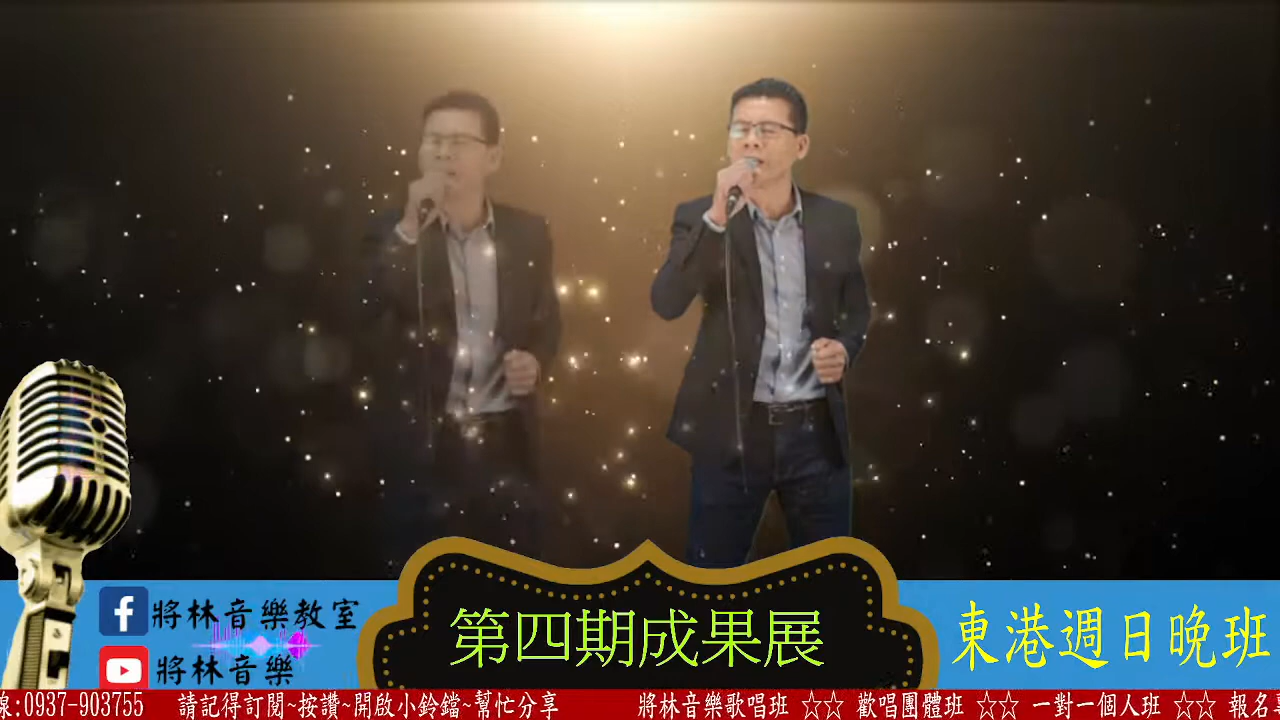 將林音樂教室
將林音樂
第四期成果展
東港週日晚班
線:0937-903755 請記得訂閱~按讚~開啟小鈴鐺~幫忙分享 將林音樂歌唱班 ☆☆ 歡唱團體班 ☆☆ 一對一個人班 ☆☆ 報名專